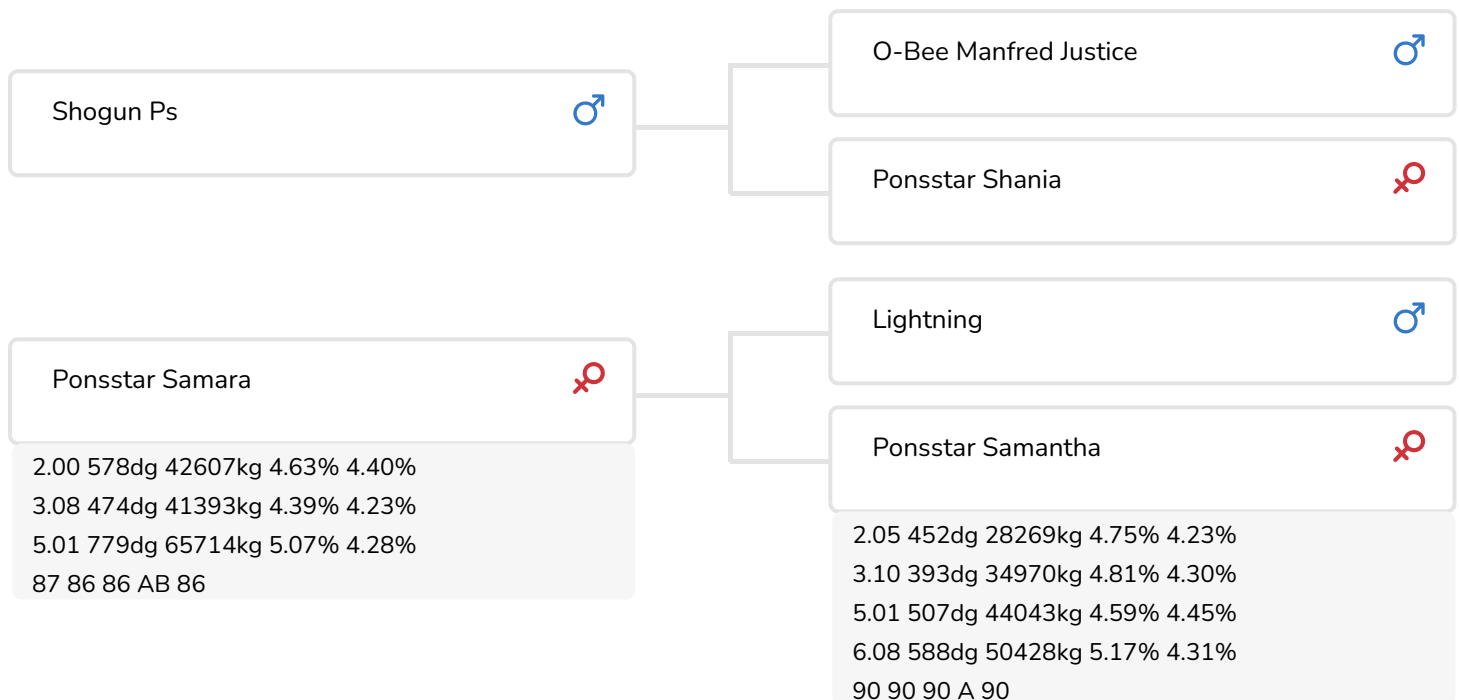 O-Bee Manfred Justice
Shogun Ps
Ponsstar Shania
Lightning
Ponsstar Samara
Ponsstar Samantha
2.00 578dg 42607kg 4.63% 4.40%
3.08 474dg 41393kg 4.39% 4.23%
5.01 779dg 65714kg 5.07% 4.28%
87 86 86 AB 86
2.05 452dg 28269kg 4.75% 4.23%
3.10 393dg 34970kg 4.81% 4.30%
5.01 507dg 44043kg 4.59% 4.45%
6.08 588dg 50428kg 5.17% 4.31%
90 90 90 A 90